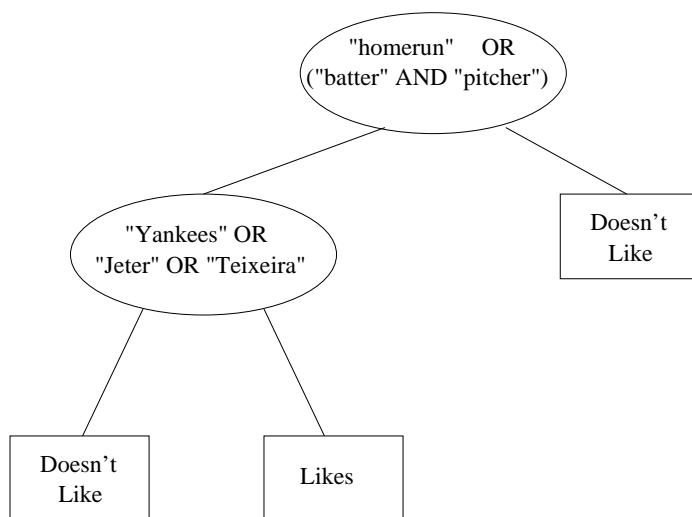 "homerun" OR
("batter" AND "pitcher")
"Yankees" OR
"Jeter" OR "Teixeira"
Doesn't
Like
Doesn't
Like
Likes